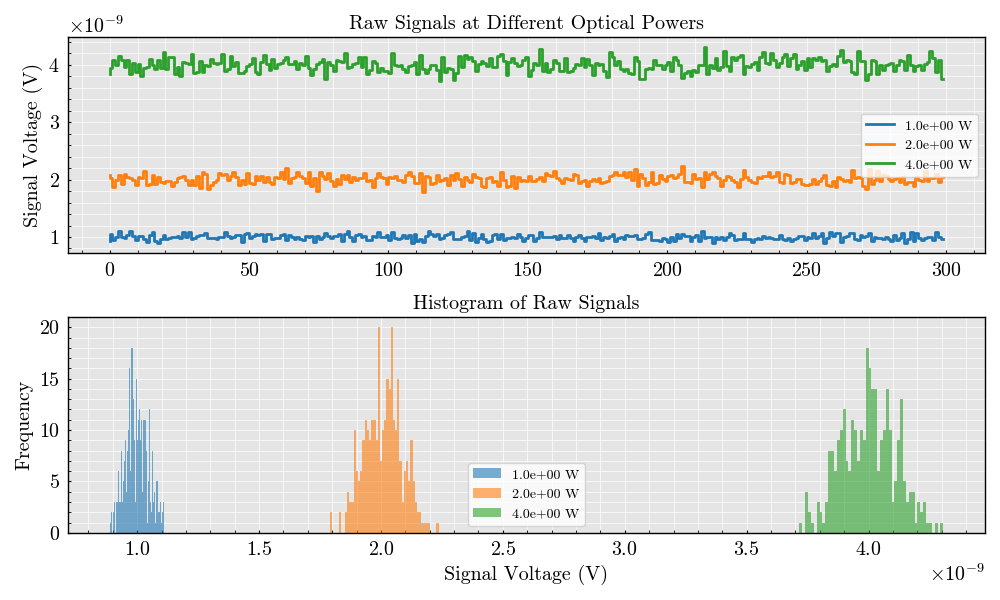 Raw Signals at Different Optical Powers
×10⁻⁹
Signal Voltage (V)
4
3
2
1
0 50 100 150 200 250 300
1.0e+00 W
2.0e+00 W
4.0e+00 W
Histogram of Raw Signals
Frequency
20
15
10
5
0
1.0e+00 W
2.0e+00 W
4.0e+00 W
1.0 1.5 2.0 2.5 3.0 3.5 4.0
Signal Voltage (V)
×10⁻⁹